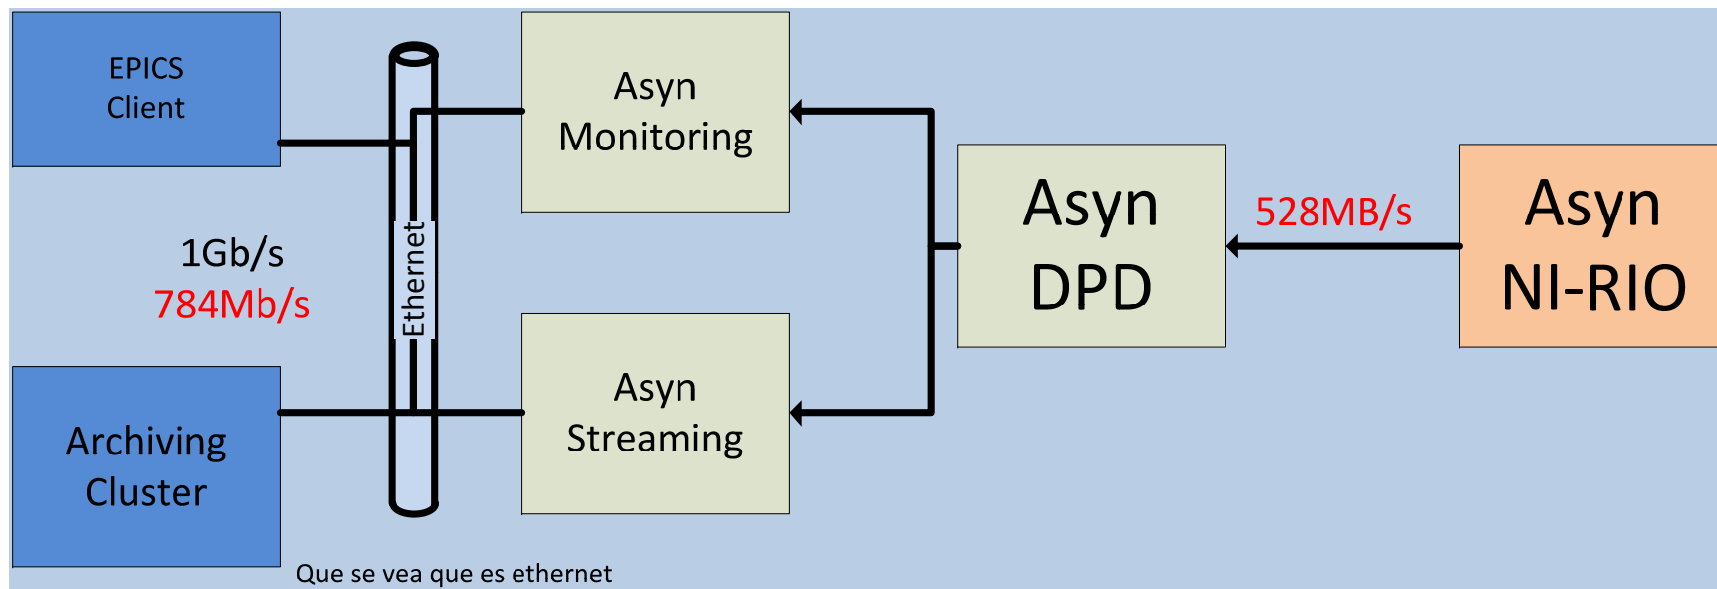 EPICS
Client
Asyn
Monitoring
1Gb/s
784Mb/s
Ethernet
Asyn
DPD
528MB/s
Asyn
NI-RIO
Archiving
Cluster
Asyn
Streaming
Que se vea que es ethernet